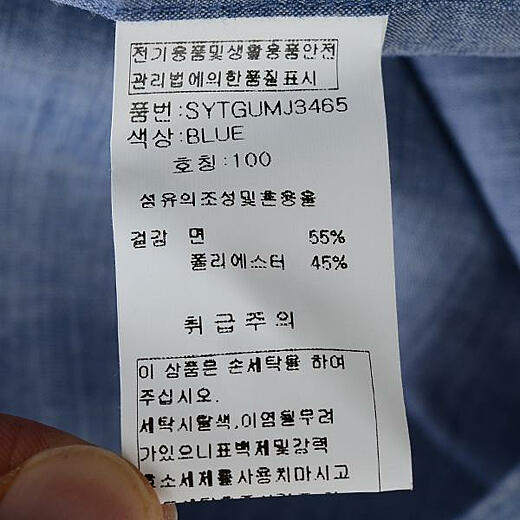 전기용품및생활용품안전
관리법에의한품질표시
품번:SYTGUMJ3465
색상:BLUE
호칭:100
섬유의조성및혼용율
겉감 면 55%
폴리에스터 45%
취급주의
이 상품은 손세탁을 하여
주십시오.
세탁시탈색,이염월우려
가있으니표백제및강력
효소세제를사용치마시고